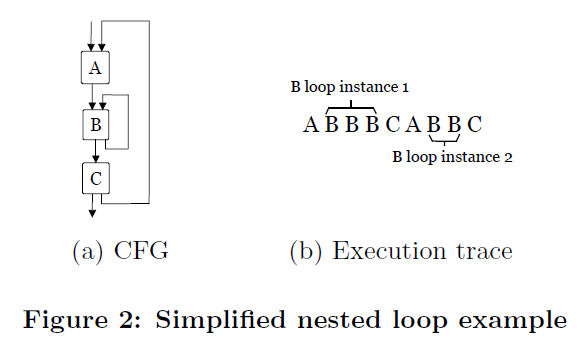 A
B
C
B loop instance 1
A B B B C A B B C
B loop instance 2
(a) CFG
(b) Execution trace
Figure 2: Simplified nested loop example